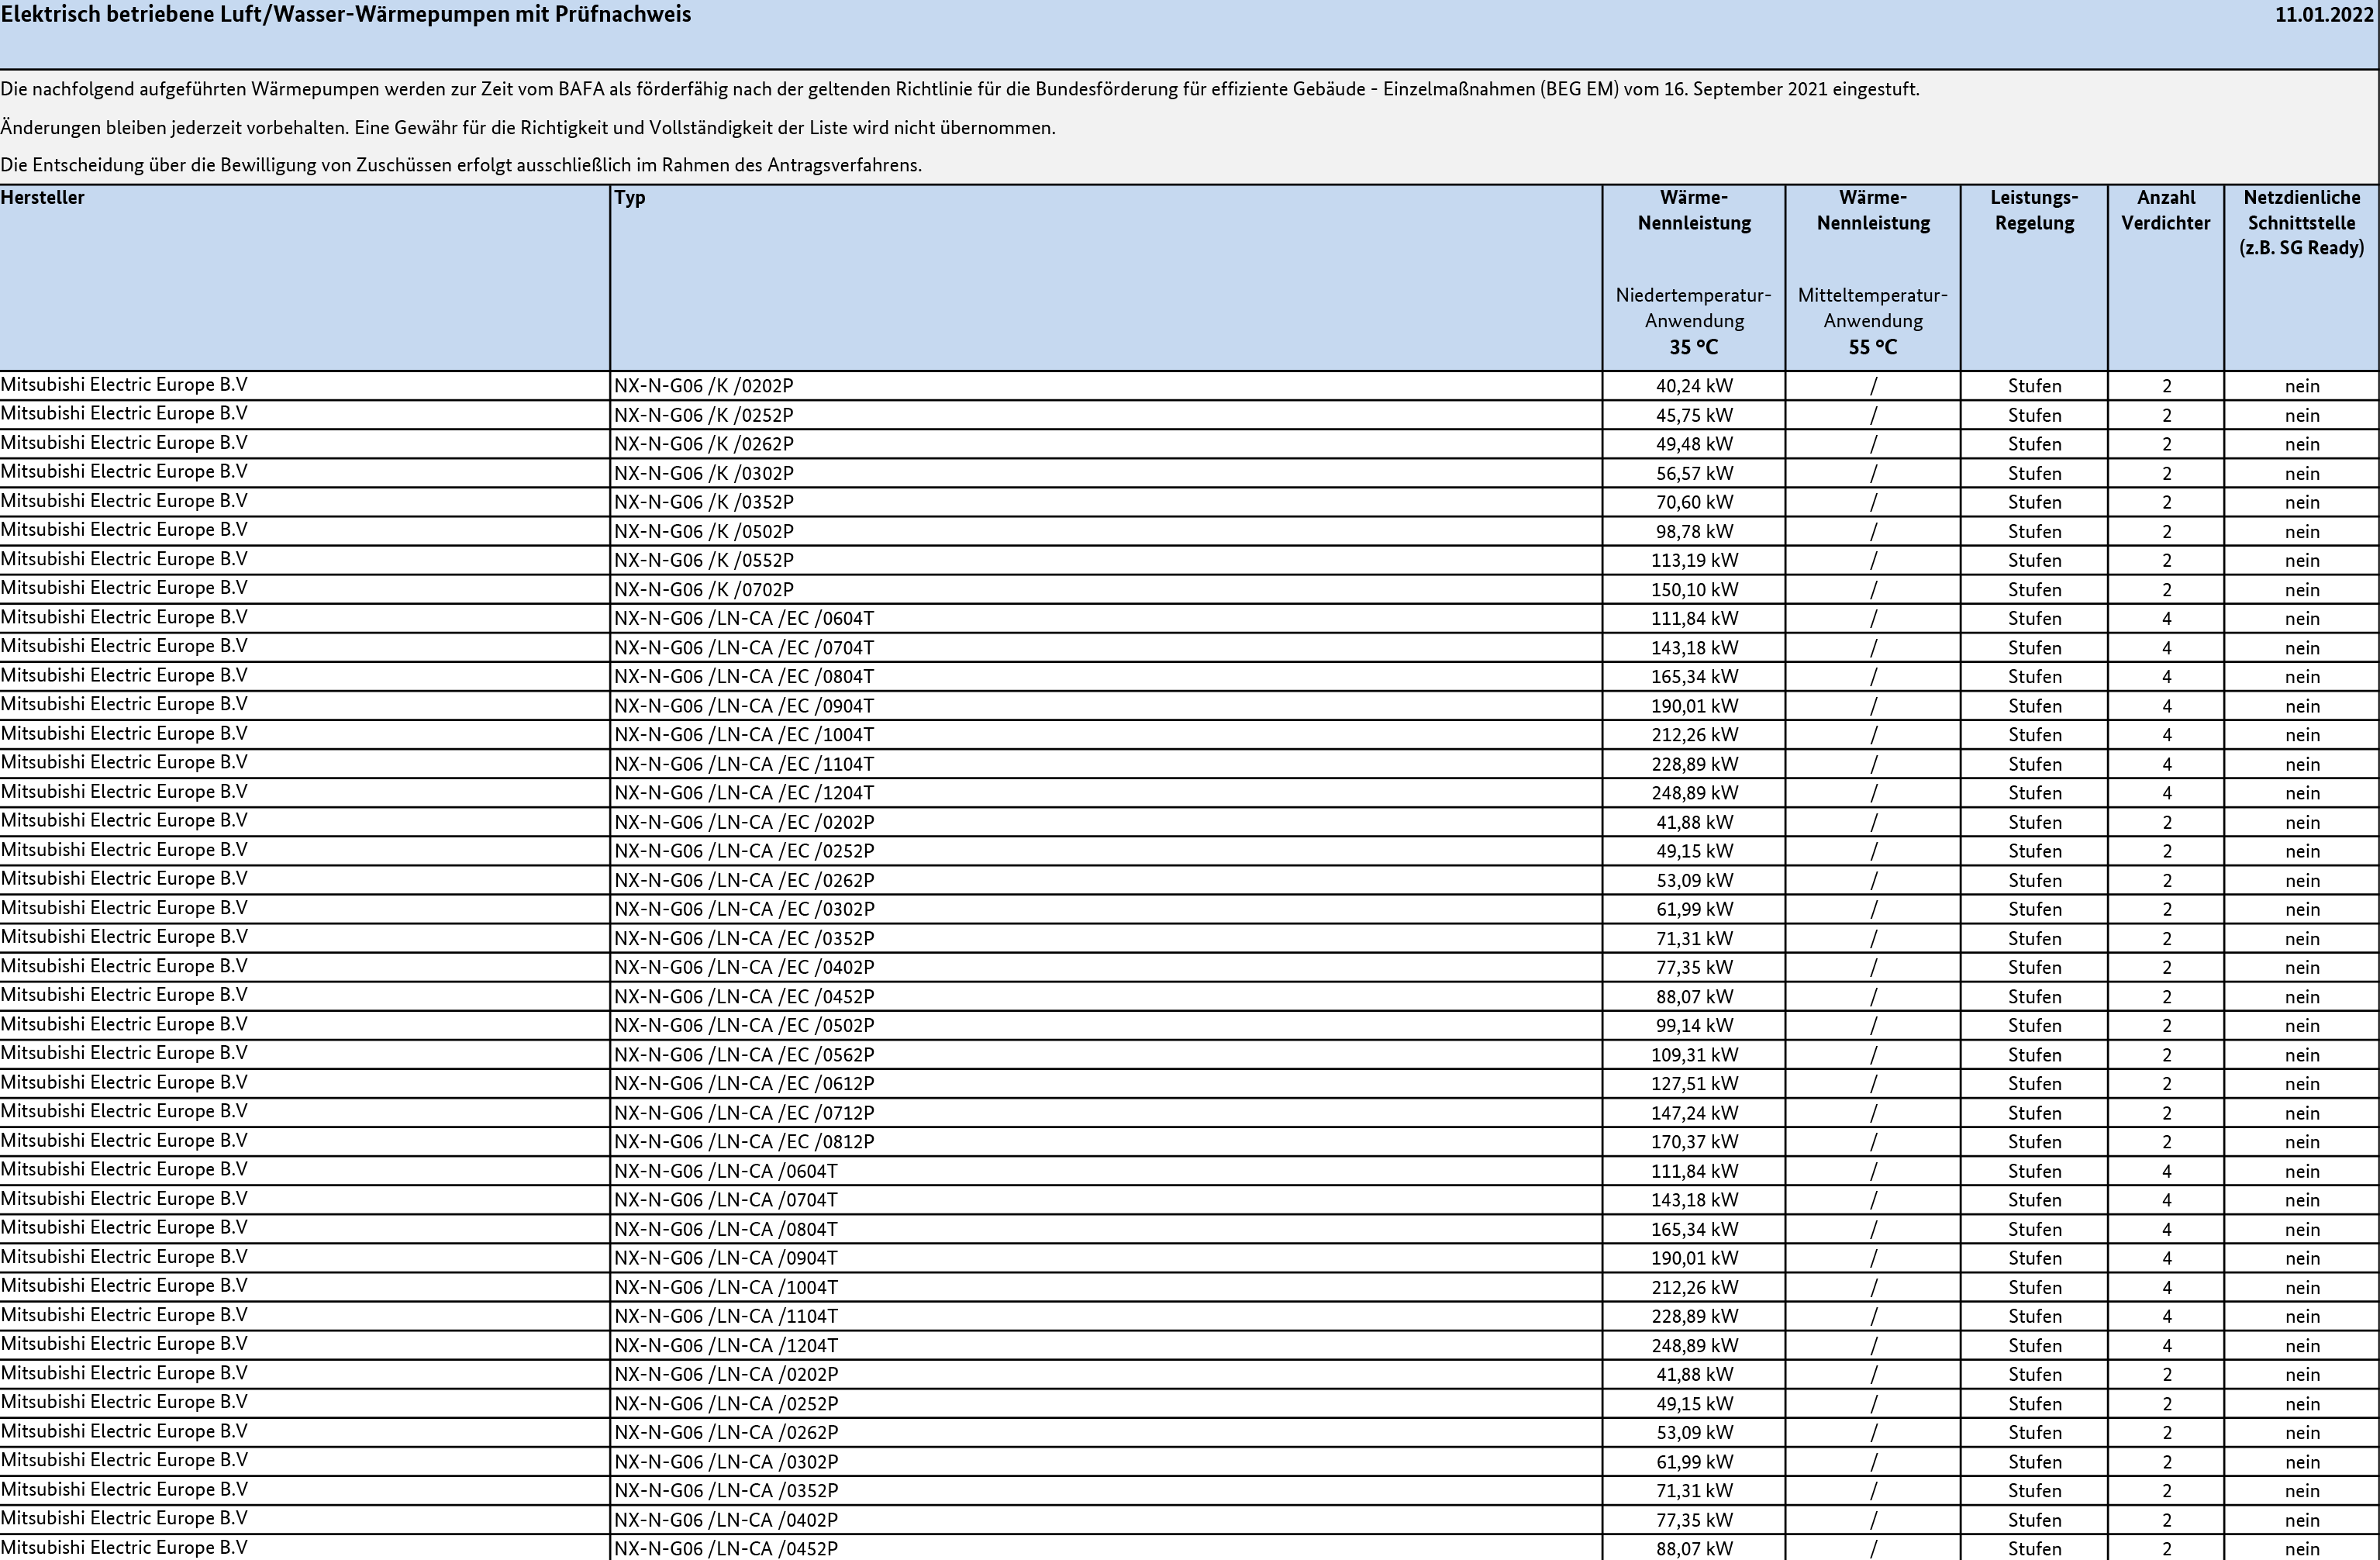 Elektrisch betriebene Luft/Wasser-Wärmepumpen mit Prüfnachweis 11.01.2022
Die nachfolgend aufgeführten Wärmepumpen werden zur Zeit vom BAFA als förderfähig nach der geltenden Richtlinie für die Bundesförderung für effiziente Gebäude - Einzelmaßnahmen (BEG EM) vom 16. September 2021 eingestuft.
Änderungen bleiben jederzeit vorbehalten. Eine Gewähr für die Richtigkeit und Vollständigkeit der Liste wird nicht übernommen.
Die Entscheidung über die Bewilligung von Zuschüssen erfolgt ausschließlich im Rahmen des Antragsverfahrens.
Hersteller Typ Wärme- Wärme- Leistungs- Anzahl Netzdienliche
Nennleistung Nennleistung Regelung Verdichter Schnittstelle
(z.B. SG Ready)
Niedertemperatur- Mitteltemperatur-
Anwendung Anwendung
35 °C 55 °C
Mitsubishi Electric Europe B.V NX-N-G06 /K /0202P 40,24 kW / Stufen 2 nein
Mitsubishi Electric Europe B.V NX-N-G06 /K /0252P 45,75 kW / Stufen 2 nein
Mitsubishi Electric Europe B.V NX-N-G06 /K /0262P 49,48 kW / Stufen 2 nein
Mitsubishi Electric Europe B.V NX-N-G06 /K /0302P 56,57 kW / Stufen 2 nein
Mitsubishi Electric Europe B.V NX-N-G06 /K /0352P 70,60 kW / Stufen 2 nein
Mitsubishi Electric Europe B.V NX-N-G06 /K /0502P 98,78 kW / Stufen 2 nein
Mitsubishi Electric Europe B.V NX-N-G06 /K /0552P 113,19 kW / Stufen 2 nein
Mitsubishi Electric Europe B.V NX-N-G06 /K /0702P 150,10 kW / Stufen 2 nein
Mitsubishi Electric Europe B.V NX-N-G06 /LN-CA /EC /0604T 111,84 kW / Stufen 4 nein
Mitsubishi Electric Europe B.V NX-N-G06 /LN-CA /EC /0704T 143,18 kW / Stufen 4 nein
Mitsubishi Electric Europe B.V NX-N-G06 /LN-CA /EC /0804T 165,34 kW / Stufen 4 nein
Mitsubishi Electric Europe B.V NX-N-G06 /LN-CA /EC /0904T 190,01 kW / Stufen 4 nein
Mitsubishi Electric Europe B.V NX-N-G06 /LN-CA /EC /1004T 212,26 kW / Stufen 4 nein
Mitsubishi Electric Europe B.V NX-N-G06 /LN-CA /EC /1104T 228,89 kW / Stufen 4 nein
Mitsubishi Electric Europe B.V NX-N-G06 /LN-CA /EC /1204T 248,89 kW / Stufen 4 nein
Mitsubishi Electric Europe B.V NX-N-G06 /LN-CA /EC /0202P 41,88 kW / Stufen 2 nein
Mitsubishi Electric Europe B.V NX-N-G06 /LN-CA /EC /0252P 49,15 kW / Stufen 2 nein
Mitsubishi Electric Europe B.V NX-N-G06 /LN-CA /EC /0262P 53,09 kW / Stufen 2 nein
Mitsubishi Electric Europe B.V NX-N-G06 /LN-CA /EC /0302P 61,99 kW / Stufen 2 nein
Mitsubishi Electric Europe B.V NX-N-G06 /LN-CA /EC /0352P 71,31 kW / Stufen 2 nein
Mitsubishi Electric Europe B.V NX-N-G06 /LN-CA /EC /0402P 77,35 kW / Stufen 2 nein
Mitsubishi Electric Europe B.V NX-N-G06 /LN-CA /EC /0452P 88,07 kW / Stufen 2 nein
Mitsubishi Electric Europe B.V NX-N-G06 /LN-CA /EC /0502P 99,14 kW / Stufen 2 nein
Mitsubishi Electric Europe B.V NX-N-G06 /LN-CA /EC /0562P 109,31 kW / Stufen 2 nein
Mitsubishi Electric Europe B.V NX-N-G06 /LN-CA /EC /0612P 127,51 kW / Stufen 2 nein
Mitsubishi Electric Europe B.V NX-N-G06 /LN-CA /EC /0712P 147,24 kW / Stufen 2 nein
Mitsubishi Electric Europe B.V NX-N-G06 /LN-CA /EC /0812P 170,37 kW / Stufen 2 nein
Mitsubishi Electric Europe B.V NX-N-G06 /LN-CA /0604T 111,84 kW / Stufen 4 nein
Mitsubishi Electric Europe B.V NX-N-G06 /LN-CA /0704T 143,18 kW / Stufen 4 nein
Mitsubishi Electric Europe B.V NX-N-G06 /LN-CA /0804T 165,34 kW / Stufen 4 nein
Mitsubishi Electric Europe B.V NX-N-G06 /LN-CA /0904T 190,01 kW / Stufen 4 nein
Mitsubishi Electric Europe B.V NX-N-G06 /LN-CA /1004T 212,26 kW / Stufen 4 nein
Mitsubishi Electric Europe B.V NX-N-G06 /LN-CA /1104T 228,89 kW / Stufen 4 nein
Mitsubishi Electric Europe B.V NX-N-G06 /LN-CA /1204T 248,89 kW / Stufen 4 nein
Mitsubishi Electric Europe B.V NX-N-G06 /LN-CA /0202P 41,88 kW / Stufen 2 nein
Mitsubishi Electric Europe B.V NX-N-G06 /LN-CA /0252P 49,15 kW / Stufen 2 nein
Mitsubishi Electric Europe B.V NX-N-G06 /LN-CA /0262P 53,09 kW / Stufen 2 nein
Mitsubishi Electric Europe B.V NX-N-G06 /LN-CA /0302P 61,99 kW / Stufen 2 nein
Mitsubishi Electric Europe B.V NX-N-G06 /LN-CA /0352P 71,31 kW / Stufen 2 nein
Mitsubishi Electric Europe B.V NX-N-G06 /LN-CA /0402P 77,35 kW / Stufen 2 nein
Mitsubishi Electric Europe B.V NX-N-G06 /LN-CA /0452P 88,07 kW / Stufen 2 nein